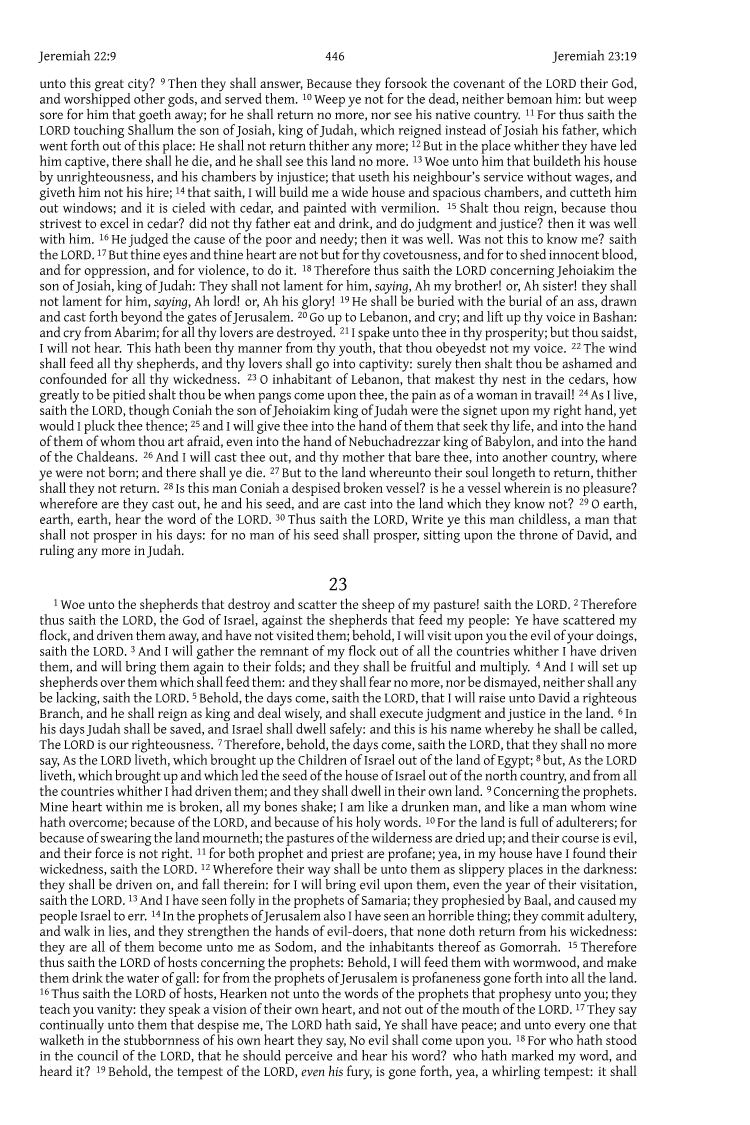 Jeremiah 22:9 446 Jeremiah 23:19
unto this great city? 9 Then they shall answer, Because they forsook the covenant of the LORD their God,
and worshipped other gods, and served them. 10 Weep ye not for the dead, neither bemoan him: but weep
sore for him that goeth away; for he shall return no more, nor see his native country. 11 For thus saith the
LORD touching Shallum the son of Josiah, king of Judah, which reigned instead of Josiah his father, which
went forth out of this place: He shall not return thither any more; 12 But in the place whither they have led
him captive, there shall he die, and he shall see this land no more. 13 Woe unto him that buildeth his house
by unrighteousness, and his chambers by injustice; that useth his neighbour's service without wages, and
giveth him not his hire; 14 that saith, I will build me a wide house and spacious chambers, and cutteth him
out windows; and it is cieled with cedar, and painted with vermilion. 15 Shalt thou reign, because thou
strivest to excel in cedar? did not thy father eat and drink, and do judgment and justice? then it was well
with him. 16 He judged the cause of the poor and needy; then it was well. Was not this to know me? saith
the LORD. 17 But thine eyes and thine heart are not but for thy covetousness, and for to shed innocent blood,
and for oppression, and for violence, to do it. 18 Therefore thus saith the LORD concerning Jehoiakim the
son of Josiah, king of Judah: They shall not lament for him, saying, Ah my brother! or, Ah sister! they shall
not lament for him, saying, Ah lord! or, Ah his glory! 19 He shall be buried with the burial of an ass, drawn
and cast forth beyond the gates of Jerusalem. 20 Go up to Lebanon, and cry; and lift up thy voice in Bashan:
and cry from Abarim; for all thy lovers are destroyed. 21 I spake unto thee in thy prosperity; but thou saidst,
I will not hear. This hath been thy manner from thy youth, that thou obeyedst not my voice. 22 The wind
shall feed all thy shepherds, and thy lovers shall go into captivity: surely then shalt thou be ashamed and
confounded for all thy wickedness. 23 O inhabitant of Lebanon, that makest thy nest in the cedars, how
greatly to be pitied shalt thou be when pangs come upon thee, the pain as of a woman in travail! 24 As I live,
saith the LORD, though Coniah the son of Jehoiakim king of Judah were the signet upon my right hand, yet
would I pluck thee thence; 25 and I will give thee into the hand of them that seek thy life, and into the hand
of them of whom thou art afraid, even into the hand of Nebuchadrezzar king of Babylon, and into the hand
of the Chaldeans. 26 And I will cast thee out, and thy mother that bare thee, into another country, where
ye were not born; and there shall ye die. 27 But to the land whereunto their soul longeth to return, thither
shall they not return. 28 Is this man Coniah a despised broken vessel? is he a vessel wherein is no pleasure?
wherefore are they cast out, he and his seed, and are cast into the land which they know not? 29 O earth,
earth, earth, hear the word of the LORD. 30 Thus saith the LORD, Write ye this man childless, a man that
shall not prosper in his days: for no man of his seed shall prosper, sitting upon the throne of David, and
ruling any more in Judah.
23
1 Woe unto the shepherds that destroy and scatter the sheep of my pasture! saith the LORD. 2 Therefore
thus saith the LORD, the God of Israel, against the shepherds that feed my people: Ye have scattered my
flock, and driven them away, and have not visited them; behold, I will visit upon you the evil of your doings,
saith the LORD. 3 And I will gather the remnant of my flock out of all the countries whither I have driven
them, and will bring them again to their folds; and they shall be fruitful and multiply. 4 And I will set up
shepherds over them which shall feed them: and they shall fear no more, nor be dismayed, neither shall any
be lacking, saith the LORD. 5 Behold, the days come, saith the LORD, that I will raise unto David a righteous
Branch, and he shall reign as king and deal wisely, and shall execute judgment and justice in the land. 6 In
his days Judah shall be saved, and Israel shall dwell safely: and this is his name whereby he shall be called,
The LORD is our righteousness. 7 Therefore, behold, the days come, saith the LORD, that they shall no more
say, As the LORD liveth, which brought up the Children of Israel out of the land of Egypt; 8 but, As the LORD
liveth, which brought up and which led the seed of the house of Israel out of the north country, and from all
the countries whither I had driven them; and they shall dwell in their own land. 9 Concerning the prophets.
Mine heart within me is broken, all my bones shake; I am like a drunken man, and like a man whom wine
hath overcome; because of the LORD, and because of his holy words. 10 For the land is full of adulterers; for
because of swearing the land mourneth; the pastures of the wilderness are dried up; and their course is evil,
and their force is not right. 11 for both prophet and priest are profane; yea, in my house have I found their
wickedness, saith the LORD. 12 Wherefore their way shall be unto them as slippery places in the darkness:
they shall be driven on, and fall therein: for I will bring evil upon them, even the year of their visitation,
saith the LORD. 13 And I have seen folly in the prophets of Samaria; they prophesied by Baal, and caused my
people Israel to err. 14 In the prophets of Jerusalem also I have seen an horrible thing; they commit adultery,
and walk in lies, and they strengthen the hands of evil-doers, that none doth return from his wickedness:
they are all of them become unto me as Sodom, and the inhabitants thereof as Gomorrah. 15 Therefore
thus saith the LORD of hosts concerning the prophets: Behold, I will feed them with wormwood, and make
them drink the water of gall: for from the prophets of Jerusalem is profaneness gone forth into all the land.
16 Thus saith the LORD of hosts, Hearken not unto the words of the prophets that prophesy unto you; they
teach you vanity: they speak a vision of their own heart, and not out of the mouth of the LORD. 17 They say
continually unto them that despise me, The LORD hath said, Ye shall have peace; and unto every one that
walketh in the stubbornness of his own heart they say, No evil shall come upon you. 18 For who hath stood
in the council of the LORD, that he should perceive and hear his word? who hath marked my word, and
heard it? 19 Behold, the tempest of the LORD, even his fury, is gone forth, yea, a whirling tempest: it shall